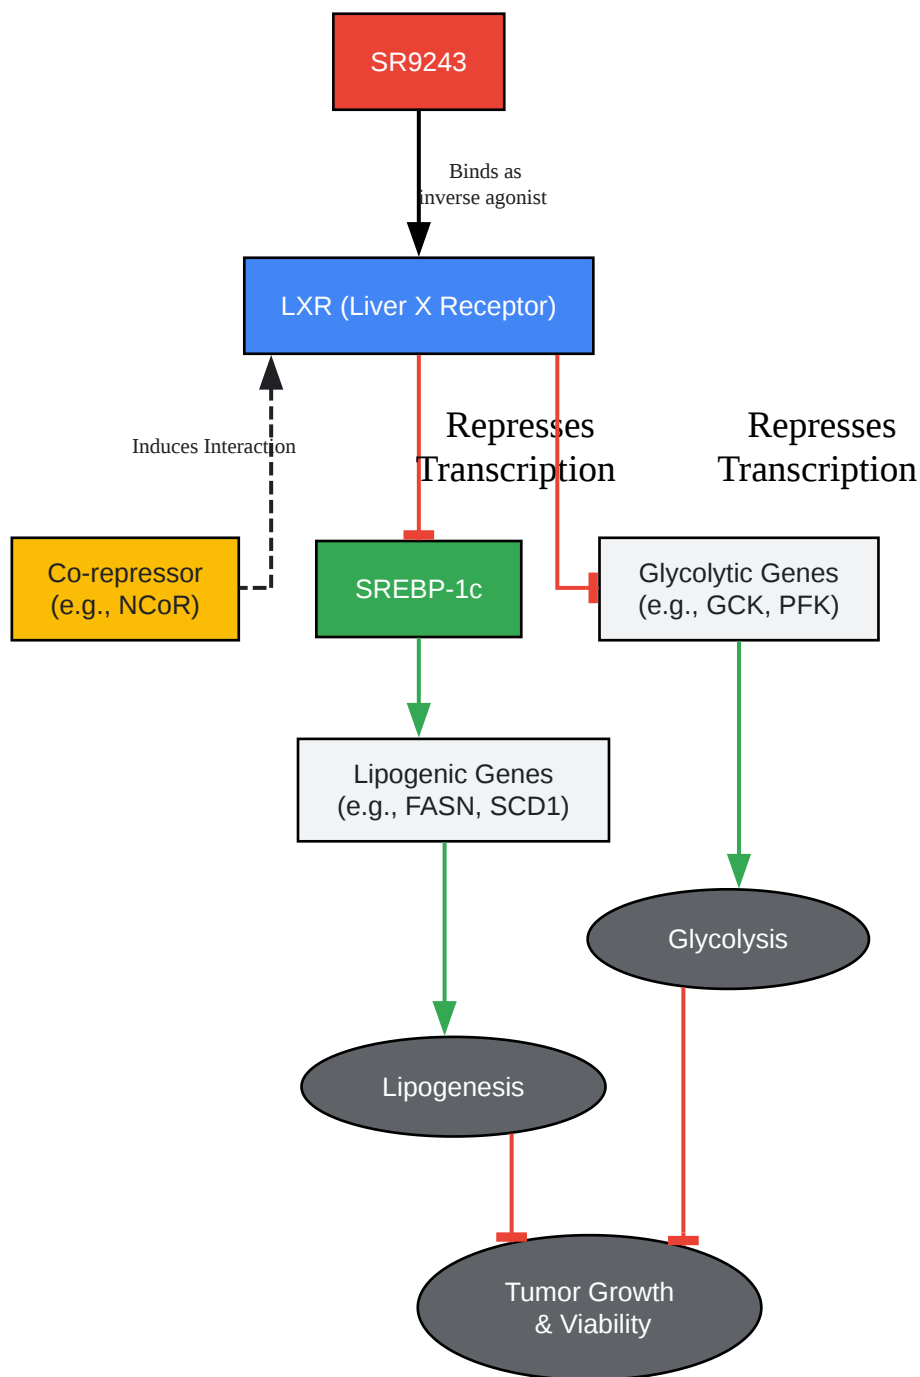 SR9243
Binds as
inverse agonist
LXR (Liver X Receptor)
Induces Interaction
Represses
Transcription
Represses
Transcription
Co-repressor
(e.g., NCoR)
SREBP-1c
Glycolytic Genes
(e.g., GCK, PFK)
Lipogenic Genes
(e.g., FASN, SCD1)
Glycolysis
Lipogenesis
Tumor Growth
& Viability